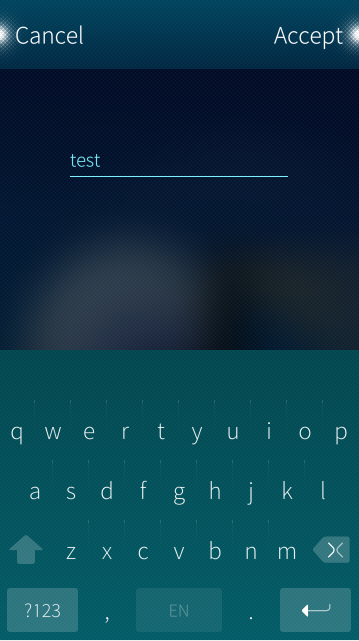 Cancel Accept
test
q w e r t y u i o p
a s d f g h j k l
z x c v b n m
?123 , EN .